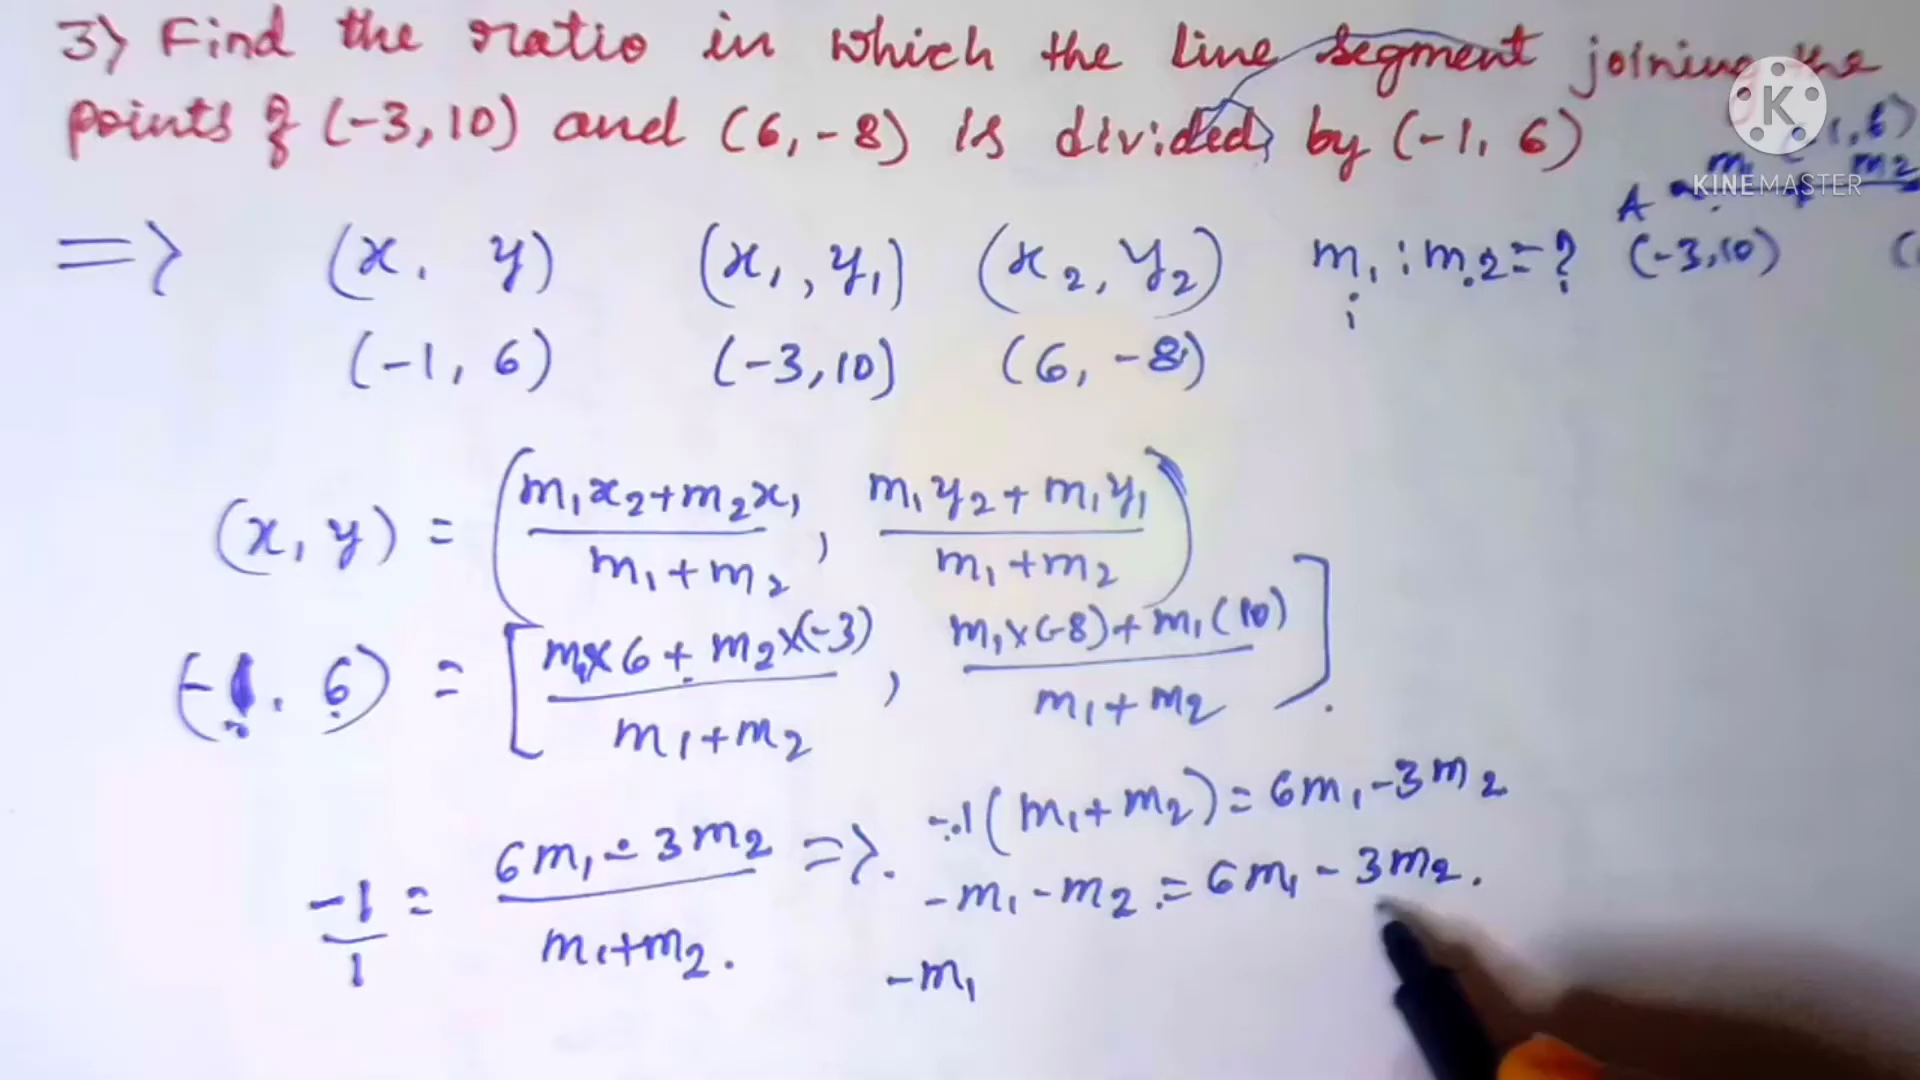 3) Find the ratio in which the line segment joining the
points of (-3,10) and (6,-8) is divided by (-1, 6)
KINEMASTER
A m1 m2
(-3,10)
=> (x, y) (x1, y1) (x2, y2) m1 : m2 = ?
(-1, 6) (-3,10) (6, -8)
(x, y) = ( m1x2+m2x1 / m1+m2 , m1y2+m1y1 / m1+m2 )
(-1, 6) = [ m1×6+m2×(-3) / m1+m2 , m1×(-8)+m1(10) / m1+m2 ].
-1/1 = 6m1-3m2 / m1+m2. => -1(m1+m2)=6m1-3m2
-m1-m2=6m1-3m2.
-m1